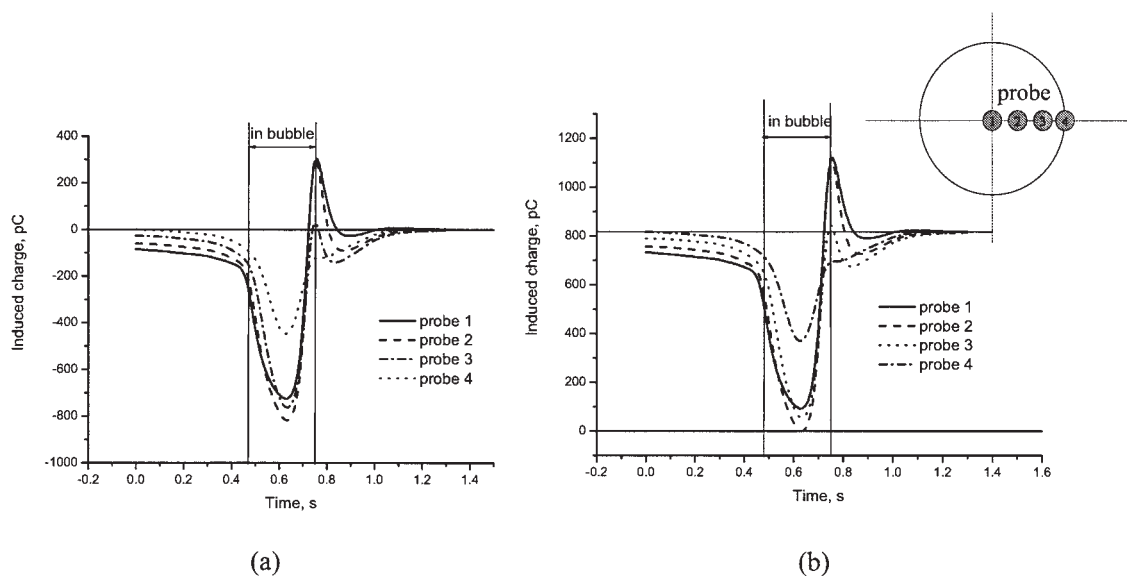 in bubble
400
200
0
-200
-400
-600
-800
-1000
Induced charge, pC
probe 1
probe 2
probe 3
probe 4
-0.2 0.0 0.2 0.4 0.6 0.8 1.0 1.2 1.4
Time, s
(a)
probe
1 2 3 4
in bubble
1200
1000
800
600
400
200
0
Induced charge, pC
probe 1
probe 2
probe 3
probe 4
-0.2 0.0 0.2 0.4 0.6 0.8 1.0 1.2 1.4 1.6
Time, s
(b)